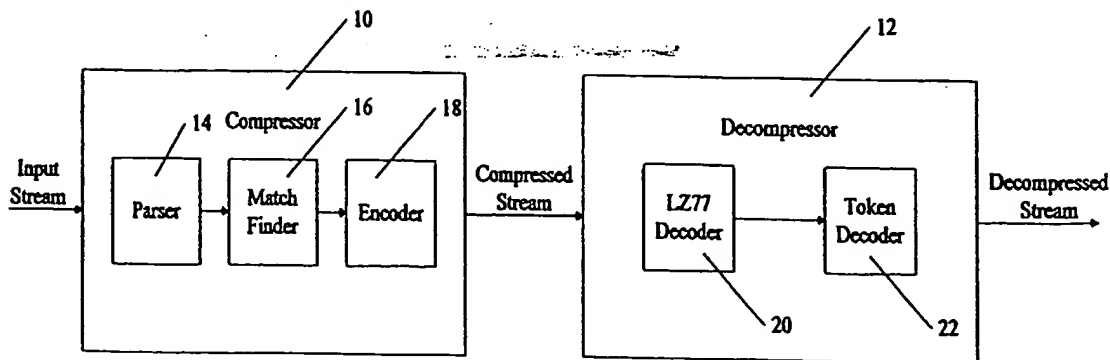 10
12
Compressor
14
16
18
Decompressor
Input
Stream
Parser
Match
Finder
Encoder
Compressed
Stream
LZ77
Decoder
Token
Decoder
Decompressed
Stream
20
22